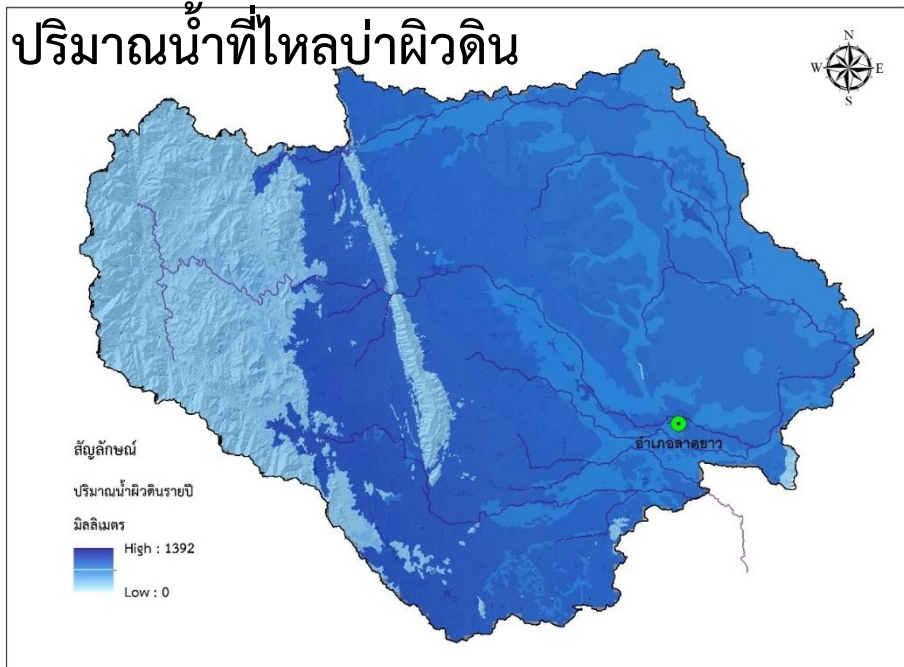 ปริมาณน้ำที่ไหลบ่าผิวดิน
N
W E
S
อำเภอลาดยาว
สัญลักษณ์
ปริมาณน้ำผิวดินรายปี
มิลลิเมตร
High : 1392
Low : 0